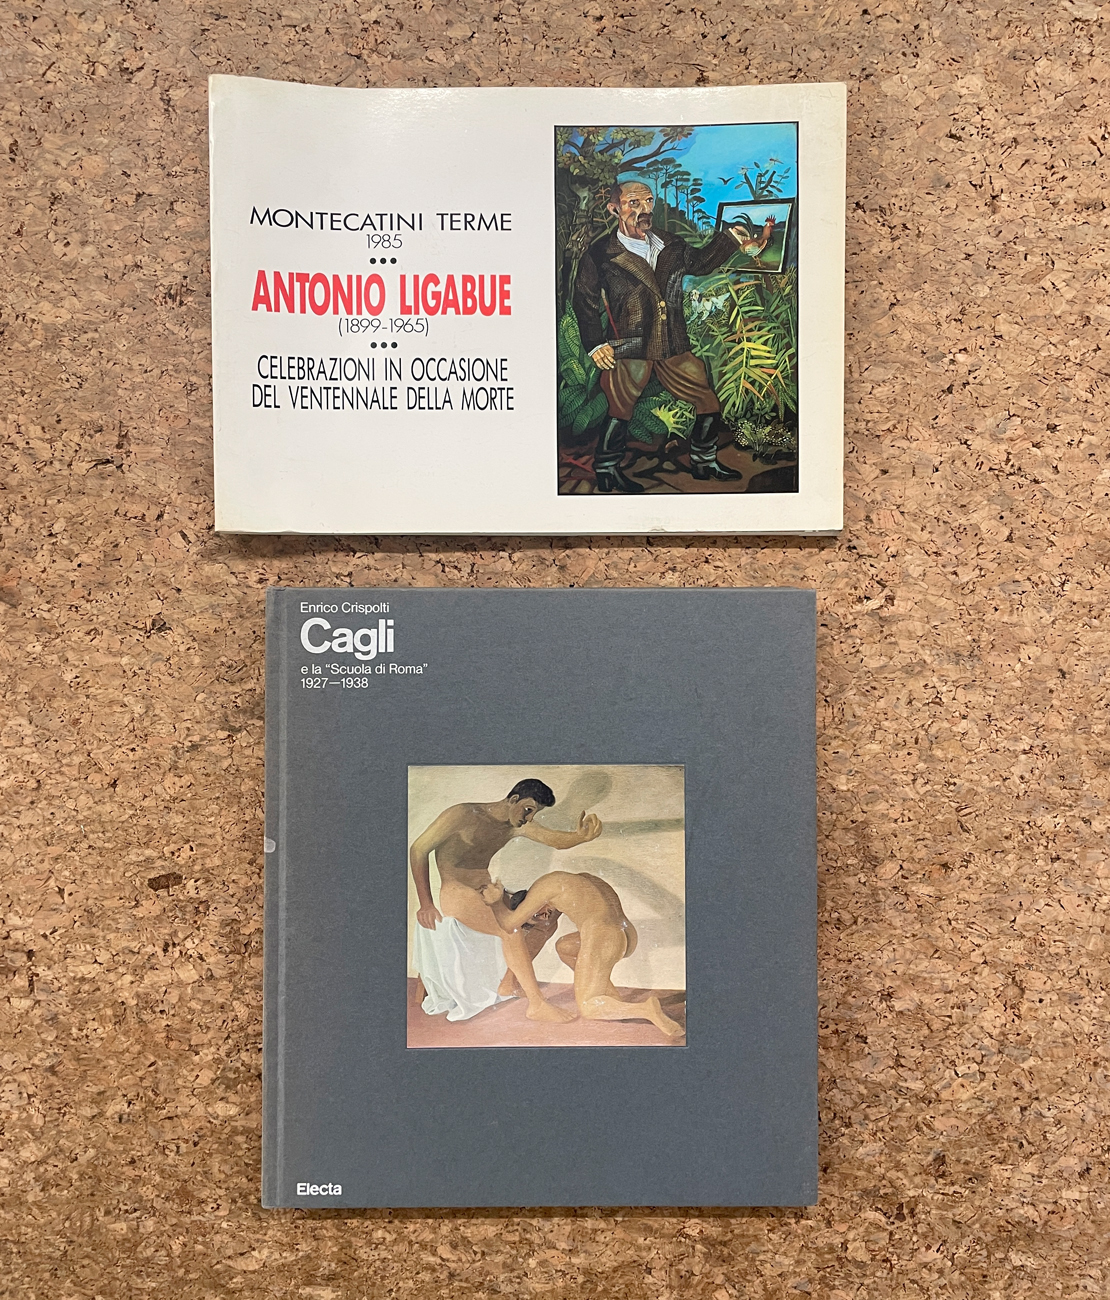 MONTECATINI TERME
1985
•••
ANTONIO LIGABUE
(1899-1965)
•••
CELEBRAZIONI IN OCCASIONE
DEL VENTENNALE DELLA MORTE
Enrico Crispolti
Cagli
e la “Scuola di Roma”
1927—1938
Electa